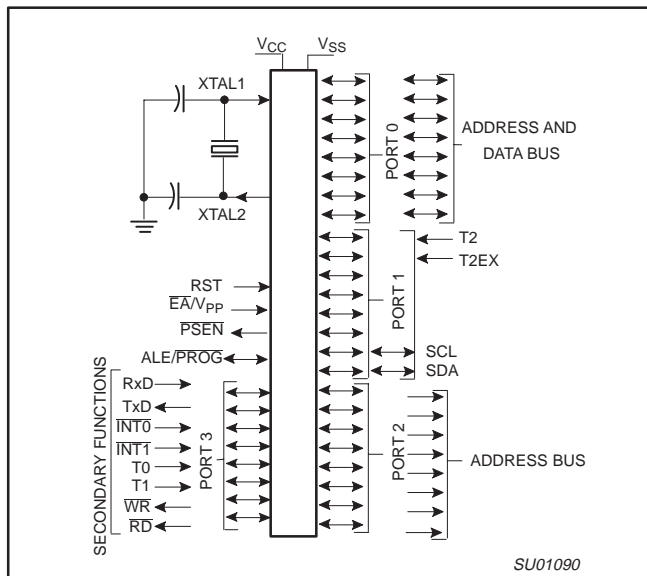 VCC
VSS
XTAL1
XTAL2
PORT 0
ADDRESS AND
DATA BUS
T2
T2EX
PORT 1
SCL
SDA
RST
EA/VPP
PSEN
ALE/PROG
SECONDARY FUNCTIONS
RxD
TxD
INT0
INT1
T0
T1
WR
RD
PORT 3
PORT 2
ADDRESS BUS
SU01090